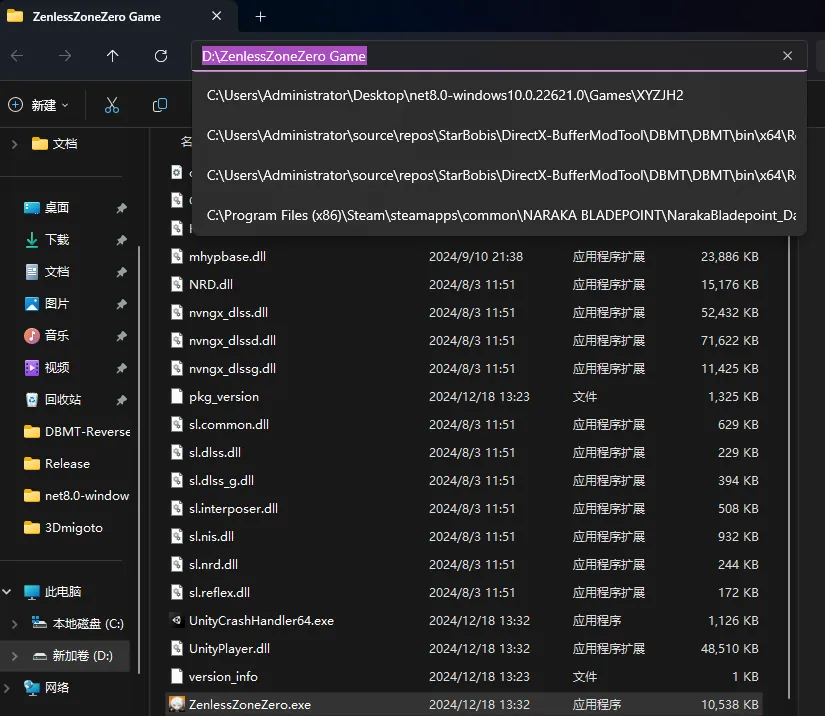 ZenlessZoneZero Game
D:\ZenlessZoneZero Game
C:\Users\Administrator\Desktop\net8.0-windows10.0.22621.0\Games\XYZJH2
新建
C:\Users\Administrator\source\repos\StarBobis\DirectX-BufferModTool\DBMT\DBMT\bin\x64\R
文档
C:\Users\Administrator\source\repos\StarBobis\DirectX-BufferModTool\DBMT\DBMT\bin\x64\R
C:\Program Files (x86)\Steam\steamapps\common\NARAKA BLADEPOINT\NarakaBladepoint_Da
桌面
下载
文档
图片
音乐
视频
回收站
DBMT-Reverse
Release
net8.0-window
3Dmigoto
此电脑
本地磁盘 (C:)
新加卷 (D:)
网络
名
mhypbase.dll 2024/9/10 21:38 应用程序扩展 23,886 KB
NRD.dll 2024/8/3 11:51 应用程序扩展 15,176 KB
nvngx_dlss.dll 2024/8/3 11:51 应用程序扩展 52,432 KB
nvngx_dlssd.dll 2024/8/3 11:51 应用程序扩展 71,622 KB
nvngx_dlssg.dll 2024/8/3 11:51 应用程序扩展 11,425 KB
pkg_version 2024/12/18 13:23 文件 1,325 KB
sl.common.dll 2024/8/3 11:51 应用程序扩展 629 KB
sl.dlss.dll 2024/8/3 11:51 应用程序扩展 229 KB
sl.dlss_g.dll 2024/8/3 11:51 应用程序扩展 394 KB
sl.interposer.dll 2024/8/3 11:51 应用程序扩展 508 KB
sl.nis.dll 2024/8/3 11:51 应用程序扩展 932 KB
sl.nrd.dll 2024/8/3 11:51 应用程序扩展 244 KB
sl.reflex.dll 2024/8/3 11:51 应用程序扩展 172 KB
UnityCrashHandler64.exe 2024/12/18 13:32 应用程序 1,126 KB
UnityPlayer.dll 2024/12/18 13:32 应用程序扩展 48,510 KB
version_info 2024/12/18 13:23 文件 1 KB
ZenlessZoneZero.exe 2024/12/18 13:32 应用程序 10,538 KB